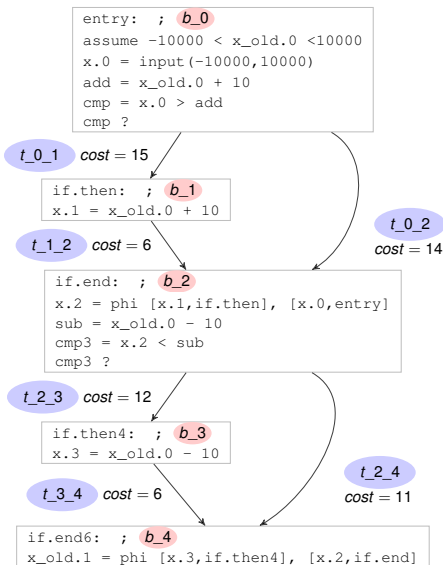 entry: ; b_0
assume -10000 < x_old.0 <10000
x.0 = input(-10000,10000)
add = x_old.0 + 10
cmp = x.0 > add
cmp ?
t_0_1 cost = 15
if.then: ; b_1
x.1 = x_old.0 + 10
t_0_2
cost = 14
t_1_2 cost = 6
if.end: ; b_2
x.2 = phi [x.1,if.then], [x.0,entry]
sub = x_old.0 - 10
cmp3 = x.2 < sub
cmp3 ?
t_2_3 cost = 12
if.then4: ; b_3
x.3 = x_old.0 - 10
t_2_4
cost = 11
t_3_4 cost = 6
if.end6: ; b_4
x_old.1 = phi [x.3,if.then4], [x.2,if.end]